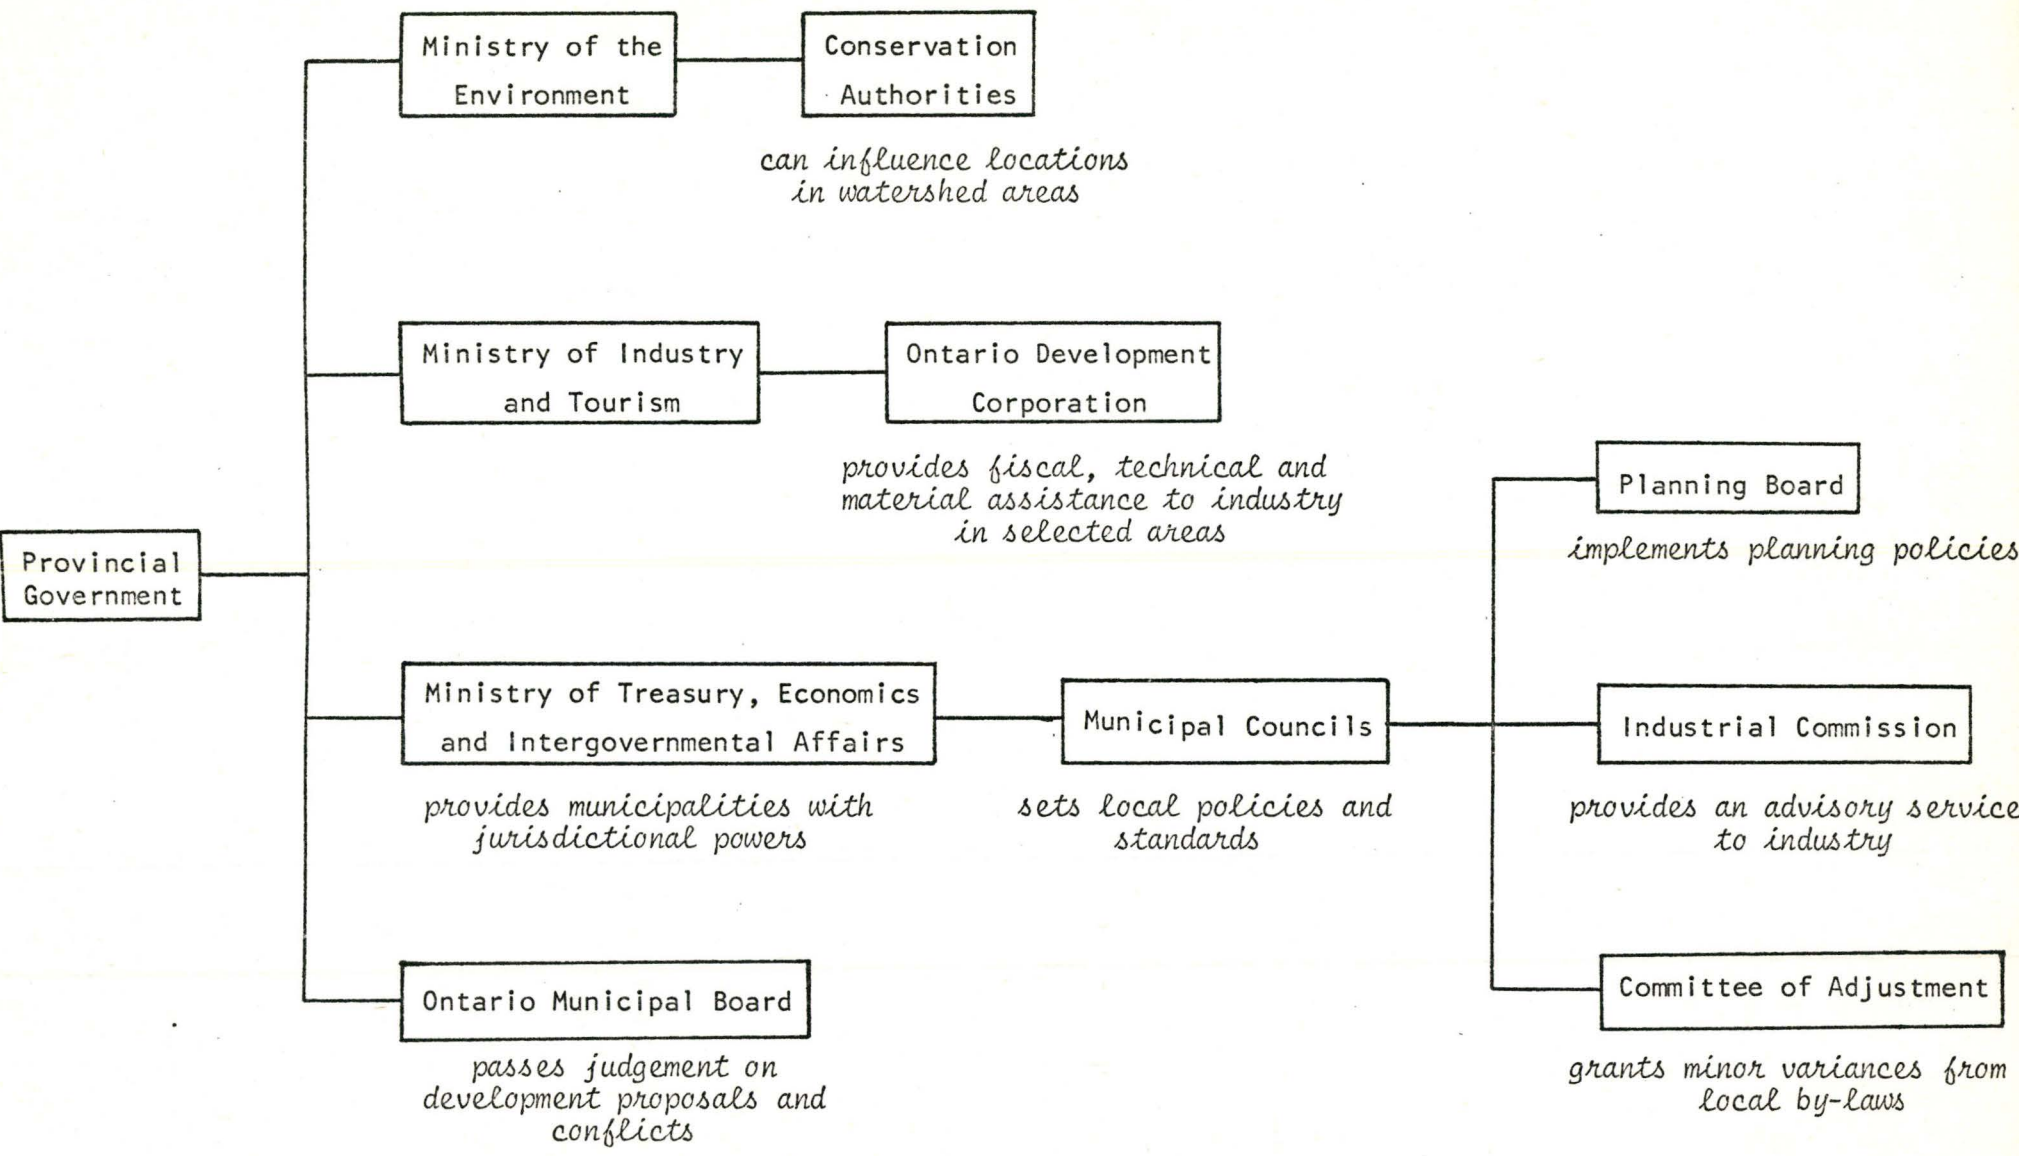 Ministry of the
Environment
Conservation
Authorities
can influence locations
in watershed areas
Ministry of Industry
and Tourism
Ontario Development
Corporation
provides fiscal, technical and
material assistance to industry
in selected areas
Planning Board
implements planning policies
Provincial
Government
Ministry of Treasury, Economics
and Intergovernmental Affairs
provides municipalities with
jurisdictional powers
Municipal Councils
sets local policies and
standards
Industrial Commission
provides an advisory service
to industry
Ontario Municipal Board
passes judgement on
development proposals and
conflicts
Committee of Adjustment
grants minor variances from
local by-laws